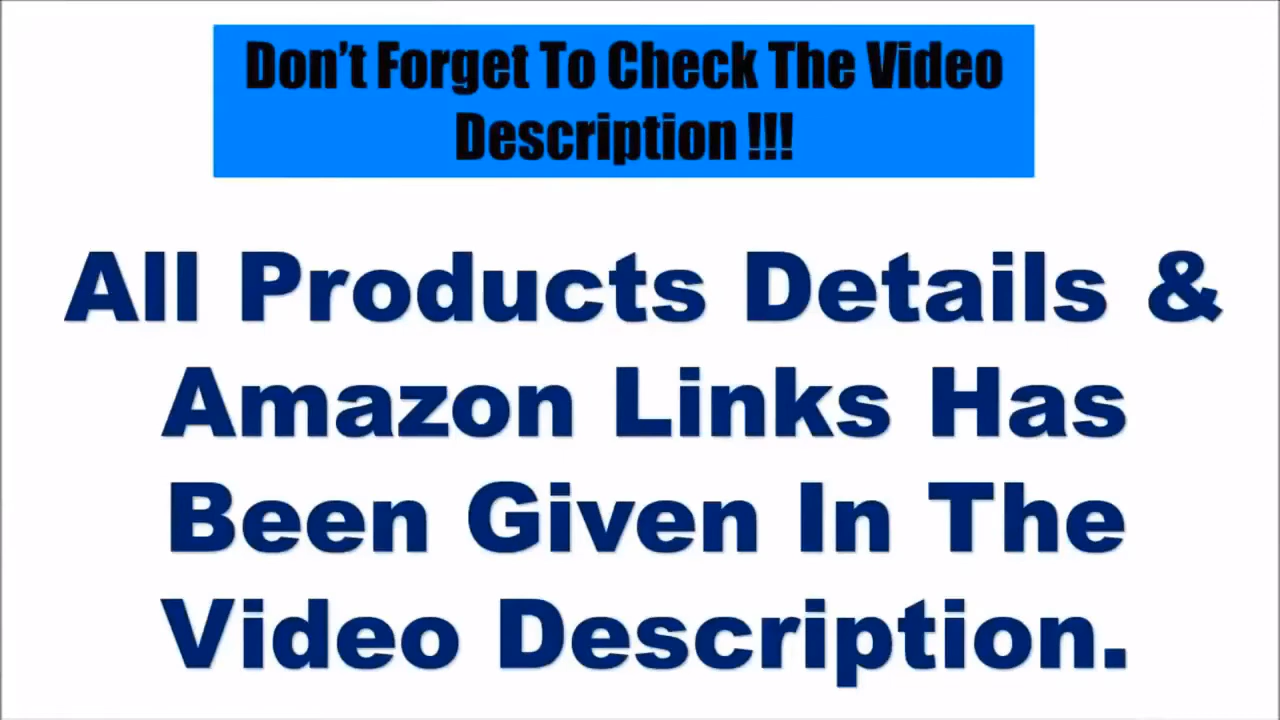 Don’t Forget To Check The Video
Description !!!
All Products Details &
Amazon Links Has
Been Given In The
Video Description.